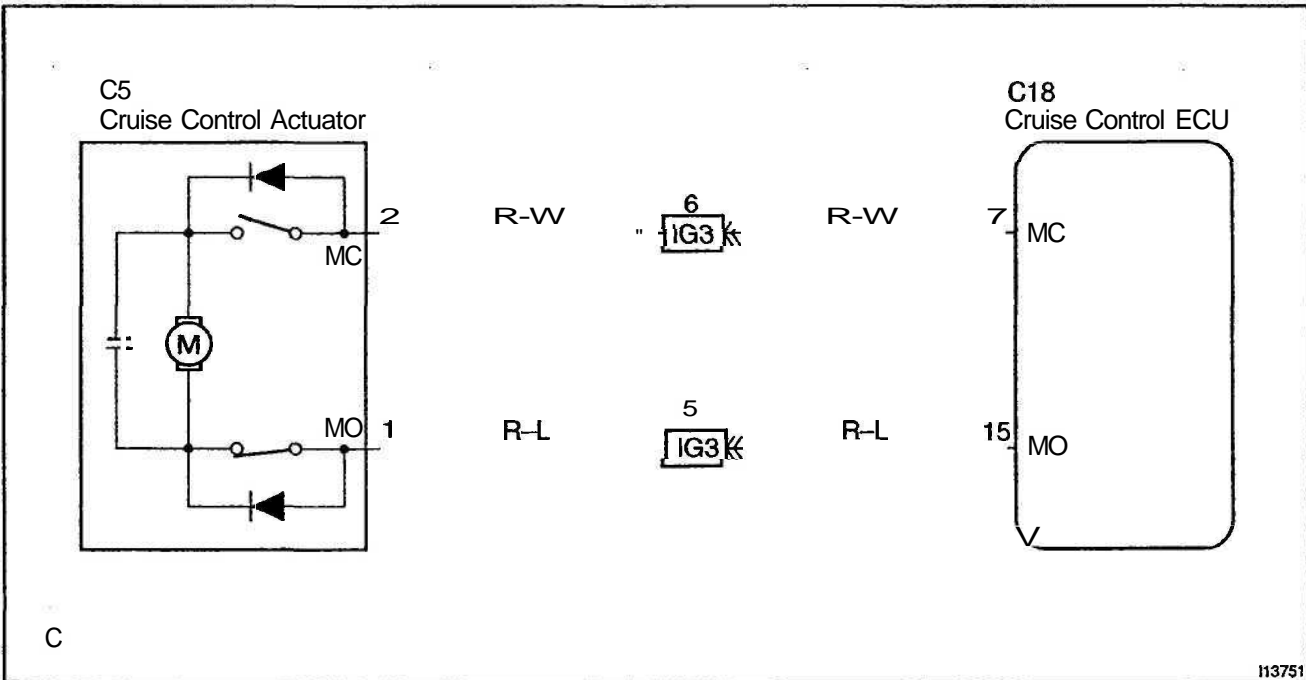 C5
Cruise Control Actuator
C18
Cruise Control ECU
2
R-W
6
IG3
R-W
7
MC
MC
M
MO
1
R-L
5
IG3
R-L
15
MO
C
I13751